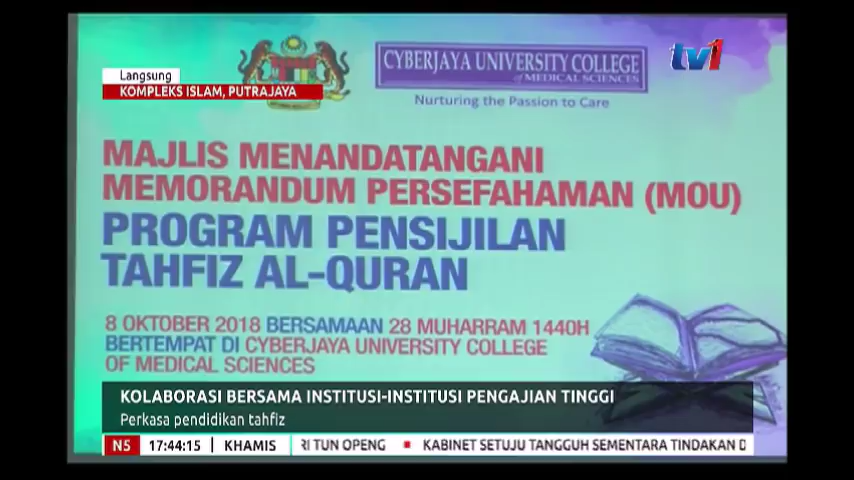 CYBERJAYA UNIVERSITY COLLEGE
OF MEDICAL SCIENCES
Nurturing the Passion to Care
tv1
Langsung
KOMPLEKS ISLAM, PUTRAJAYA
MAJLIS MENANDATANGANI
MEMORANDUM PERSEFAHAMAN (MOU)
PROGRAM PENSIJILAN
TAHFIZ AL-QURAN
8 OKTOBER 2018 BERSAMAAN 28 MUHARRAM 1440H
BERTEMPAT DI CYBERJAYA UNIVERSITY COLLEGE
OF MEDICAL SCIENCES
KOLABORASI BERSAMA INSTITUSI-INSTITUSI PENGAJIAN TINGGI
Perkasa pendidikan tahfiz
N5 17:44:15 | KHAMIS RI TUN OPENG ▪ KABINET SETUJU TANGGUH SEMENTARA TINDAKAN D